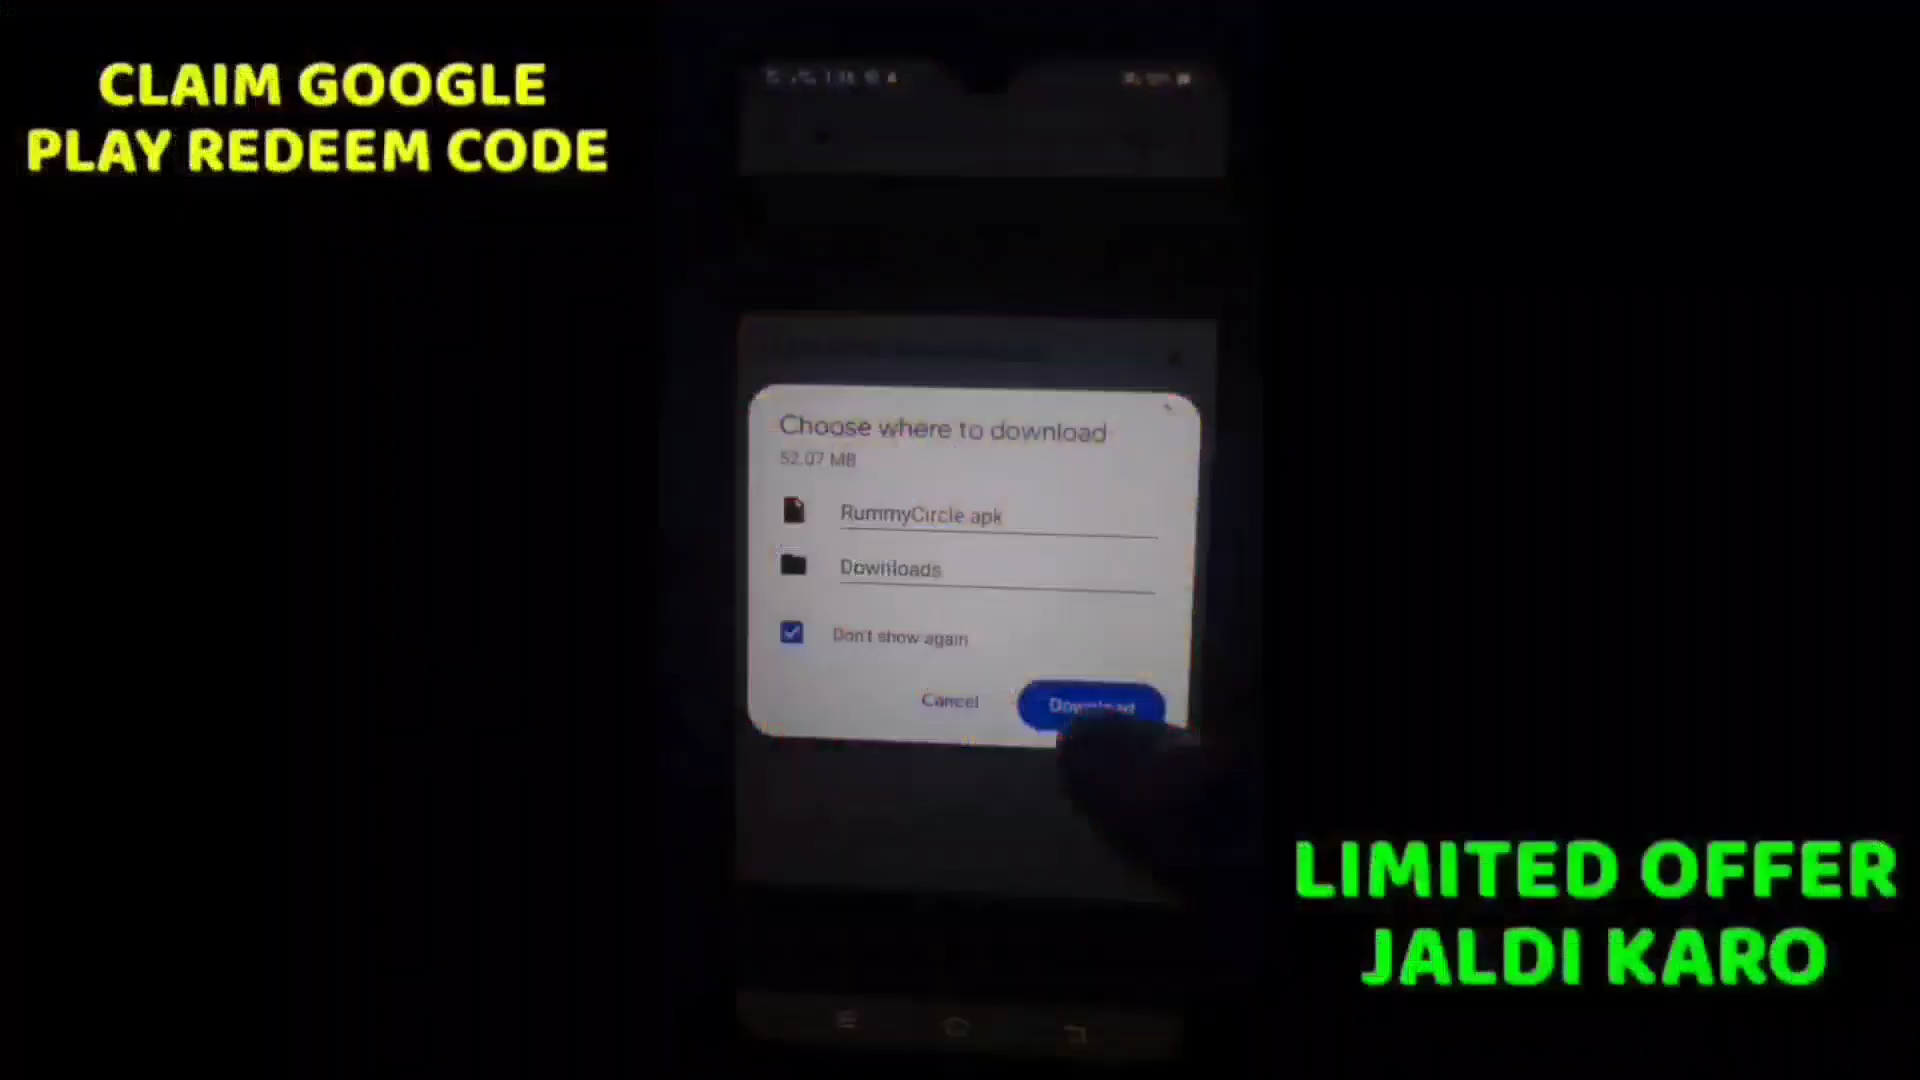 CLAIM GOOGLE
PLAY REDEEM CODE
Choose where to download
52.07 MB
RummyCircle apk
Downloads
Don't show again
Cancel
Download
LIMITED OFFER
JALDI KARO